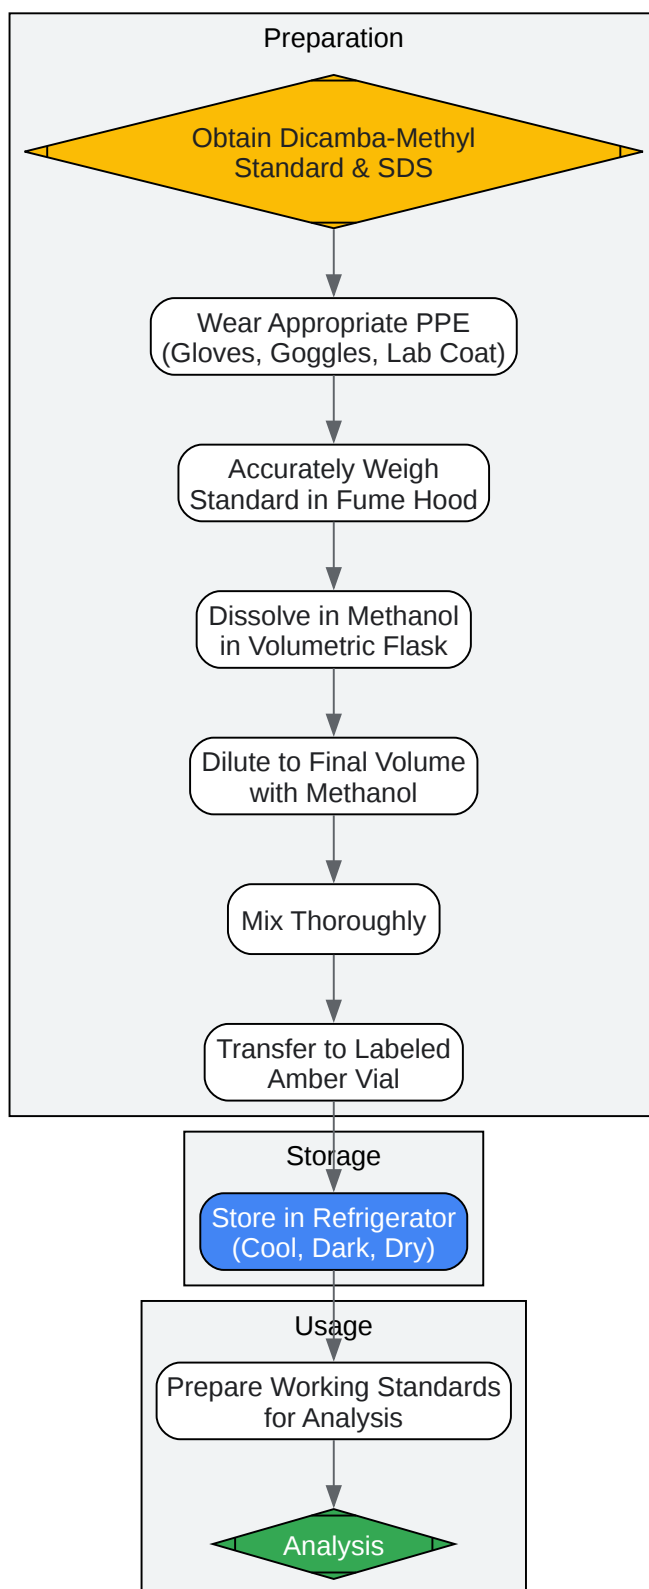 Preparation
Obtain Dicamba-Methyl
Standard & SDS
Wear Appropriate PPE
(Gloves, Goggles, Lab Coat)
Accurately Weigh
Standard in Fume Hood
Dissolve in Methanol
in Volumetric Flask
Dilute to Final Volume
with Methanol
Mix Thoroughly
Transfer to Labeled
Amber Vial
Storage
Store in Refrigerator
(Cool, Dark, Dry)
Usage
Prepare Working Standards
for Analysis
Analysis